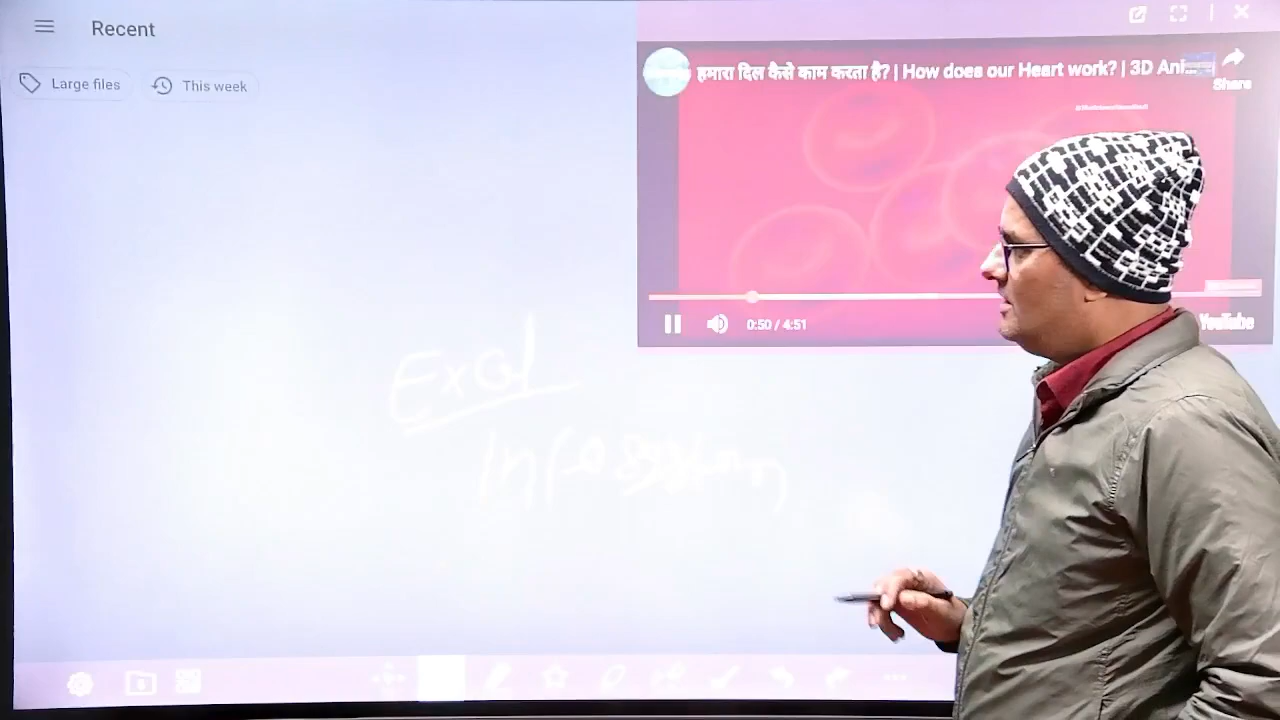 Recent
Large files
This week
हमारा दिल कैसे काम करता है? | How does our Heart work? | 3D Ani...
Share
0:50 / 4:51
YouTube